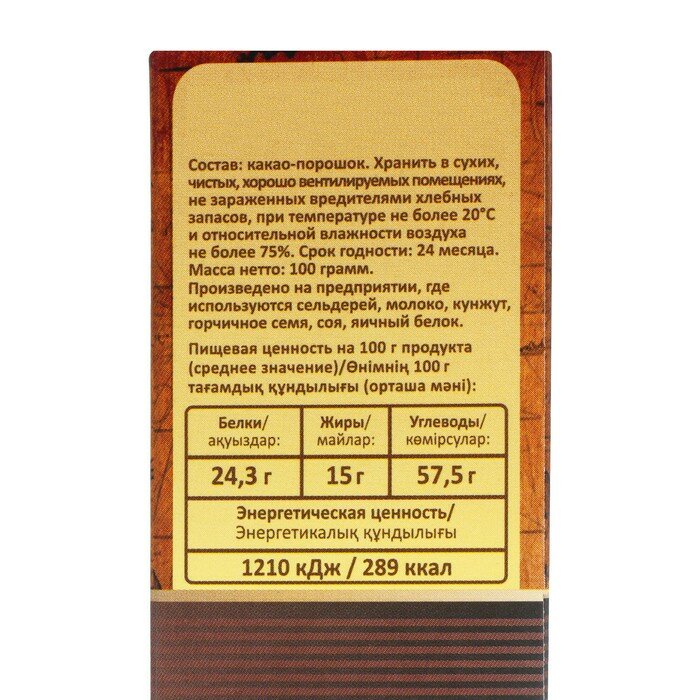 Состав: какао-порошок. Хранить в сухих,
чистых, хорошо вентилируемых помещениях,
не зараженных вредителями хлебных
запасов, при температуре не более 20°С
и относительной влажности воздуха
не более 75%. Срок годности: 24 месяца.
Масса нетто: 100 грамм.
Произведено на предприятии, где
используются сельдерей, молоко, кунжут,
горчичное семя, соя, яичный белок.
Пищевая ценность на 100 г продукта
(среднее значение)/Өнімнің 100 г
тағамдық құндылығы (орташа мәні):
Белки/ Жиры/ Углеводы/
ақуыздар: майлар: көмірсулар:
24,3 г 15 г 57,5 г
Энергетическая ценность/
Энергетикалық құндылығы
1210 кДж / 289 ккал